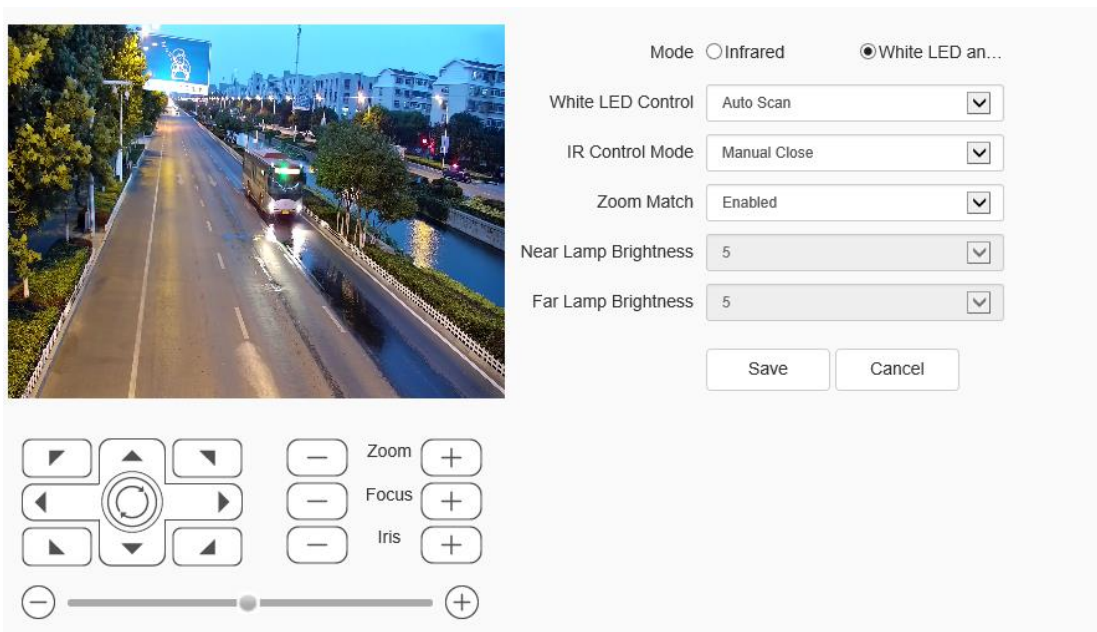 Mode Infrared White LED an...
White LED Control Auto Scan
IR Control Mode Manual Close
Zoom Match Enabled
Near Lamp Brightness 5
Far Lamp Brightness 5
Save Cancel
Zoom
Focus
Iris